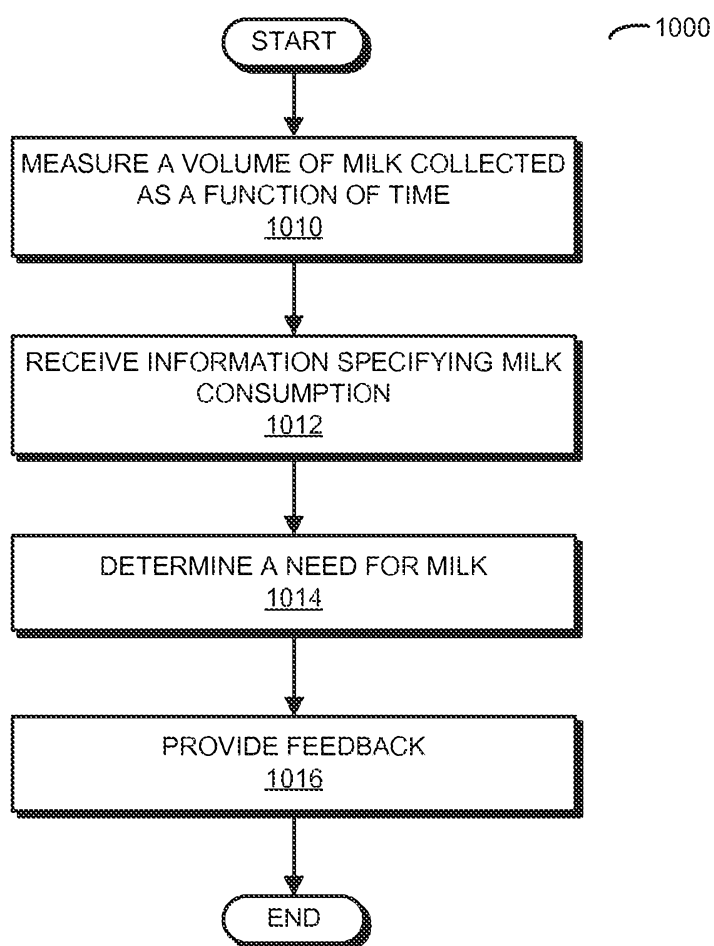 1000
START
MEASURE A VOLUME OF MILK COLLECTED
AS A FUNCTION OF TIME
1010
RECEIVE INFORMATION SPECIFYING MILK
CONSUMPTION
1012
DETERMINE A NEED FOR MILK
1014
PROVIDE FEEDBACK
1016
END